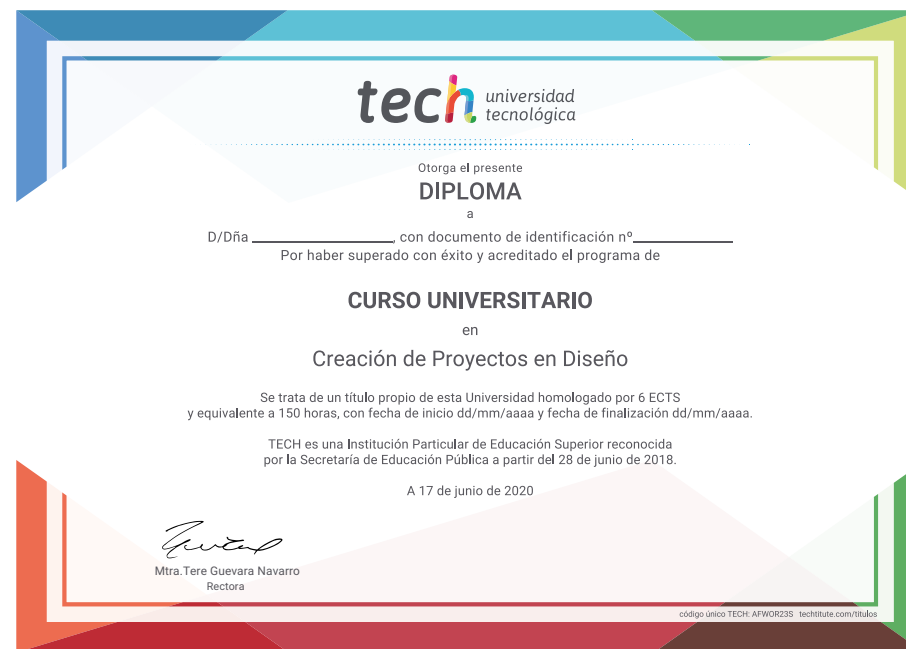 tech universidad
tecnológica
Otorga el presente
DIPLOMA
a
D/Dña ____________________, con documento de identificación nº______________
Por haber superado con éxito y acreditado el programa de
CURSO UNIVERSITARIO
en
Creación de Proyectos en Diseño
Se trata de un título propio de esta Universidad homologado por 6 ECTS
y equivalente a 150 horas, con fecha de inicio dd/mm/aaaa y fecha de finalización dd/mm/aaaa.
TECH es una Institución Particular de Educación Superior reconocida
por la Secretaría de Educación Pública a partir del 28 de junio de 2018.
A 17 de junio de 2020
Mtra.Tere Guevara Navarro
Rectora
código único TECH: AFWOR23S techtitute.com/titulos